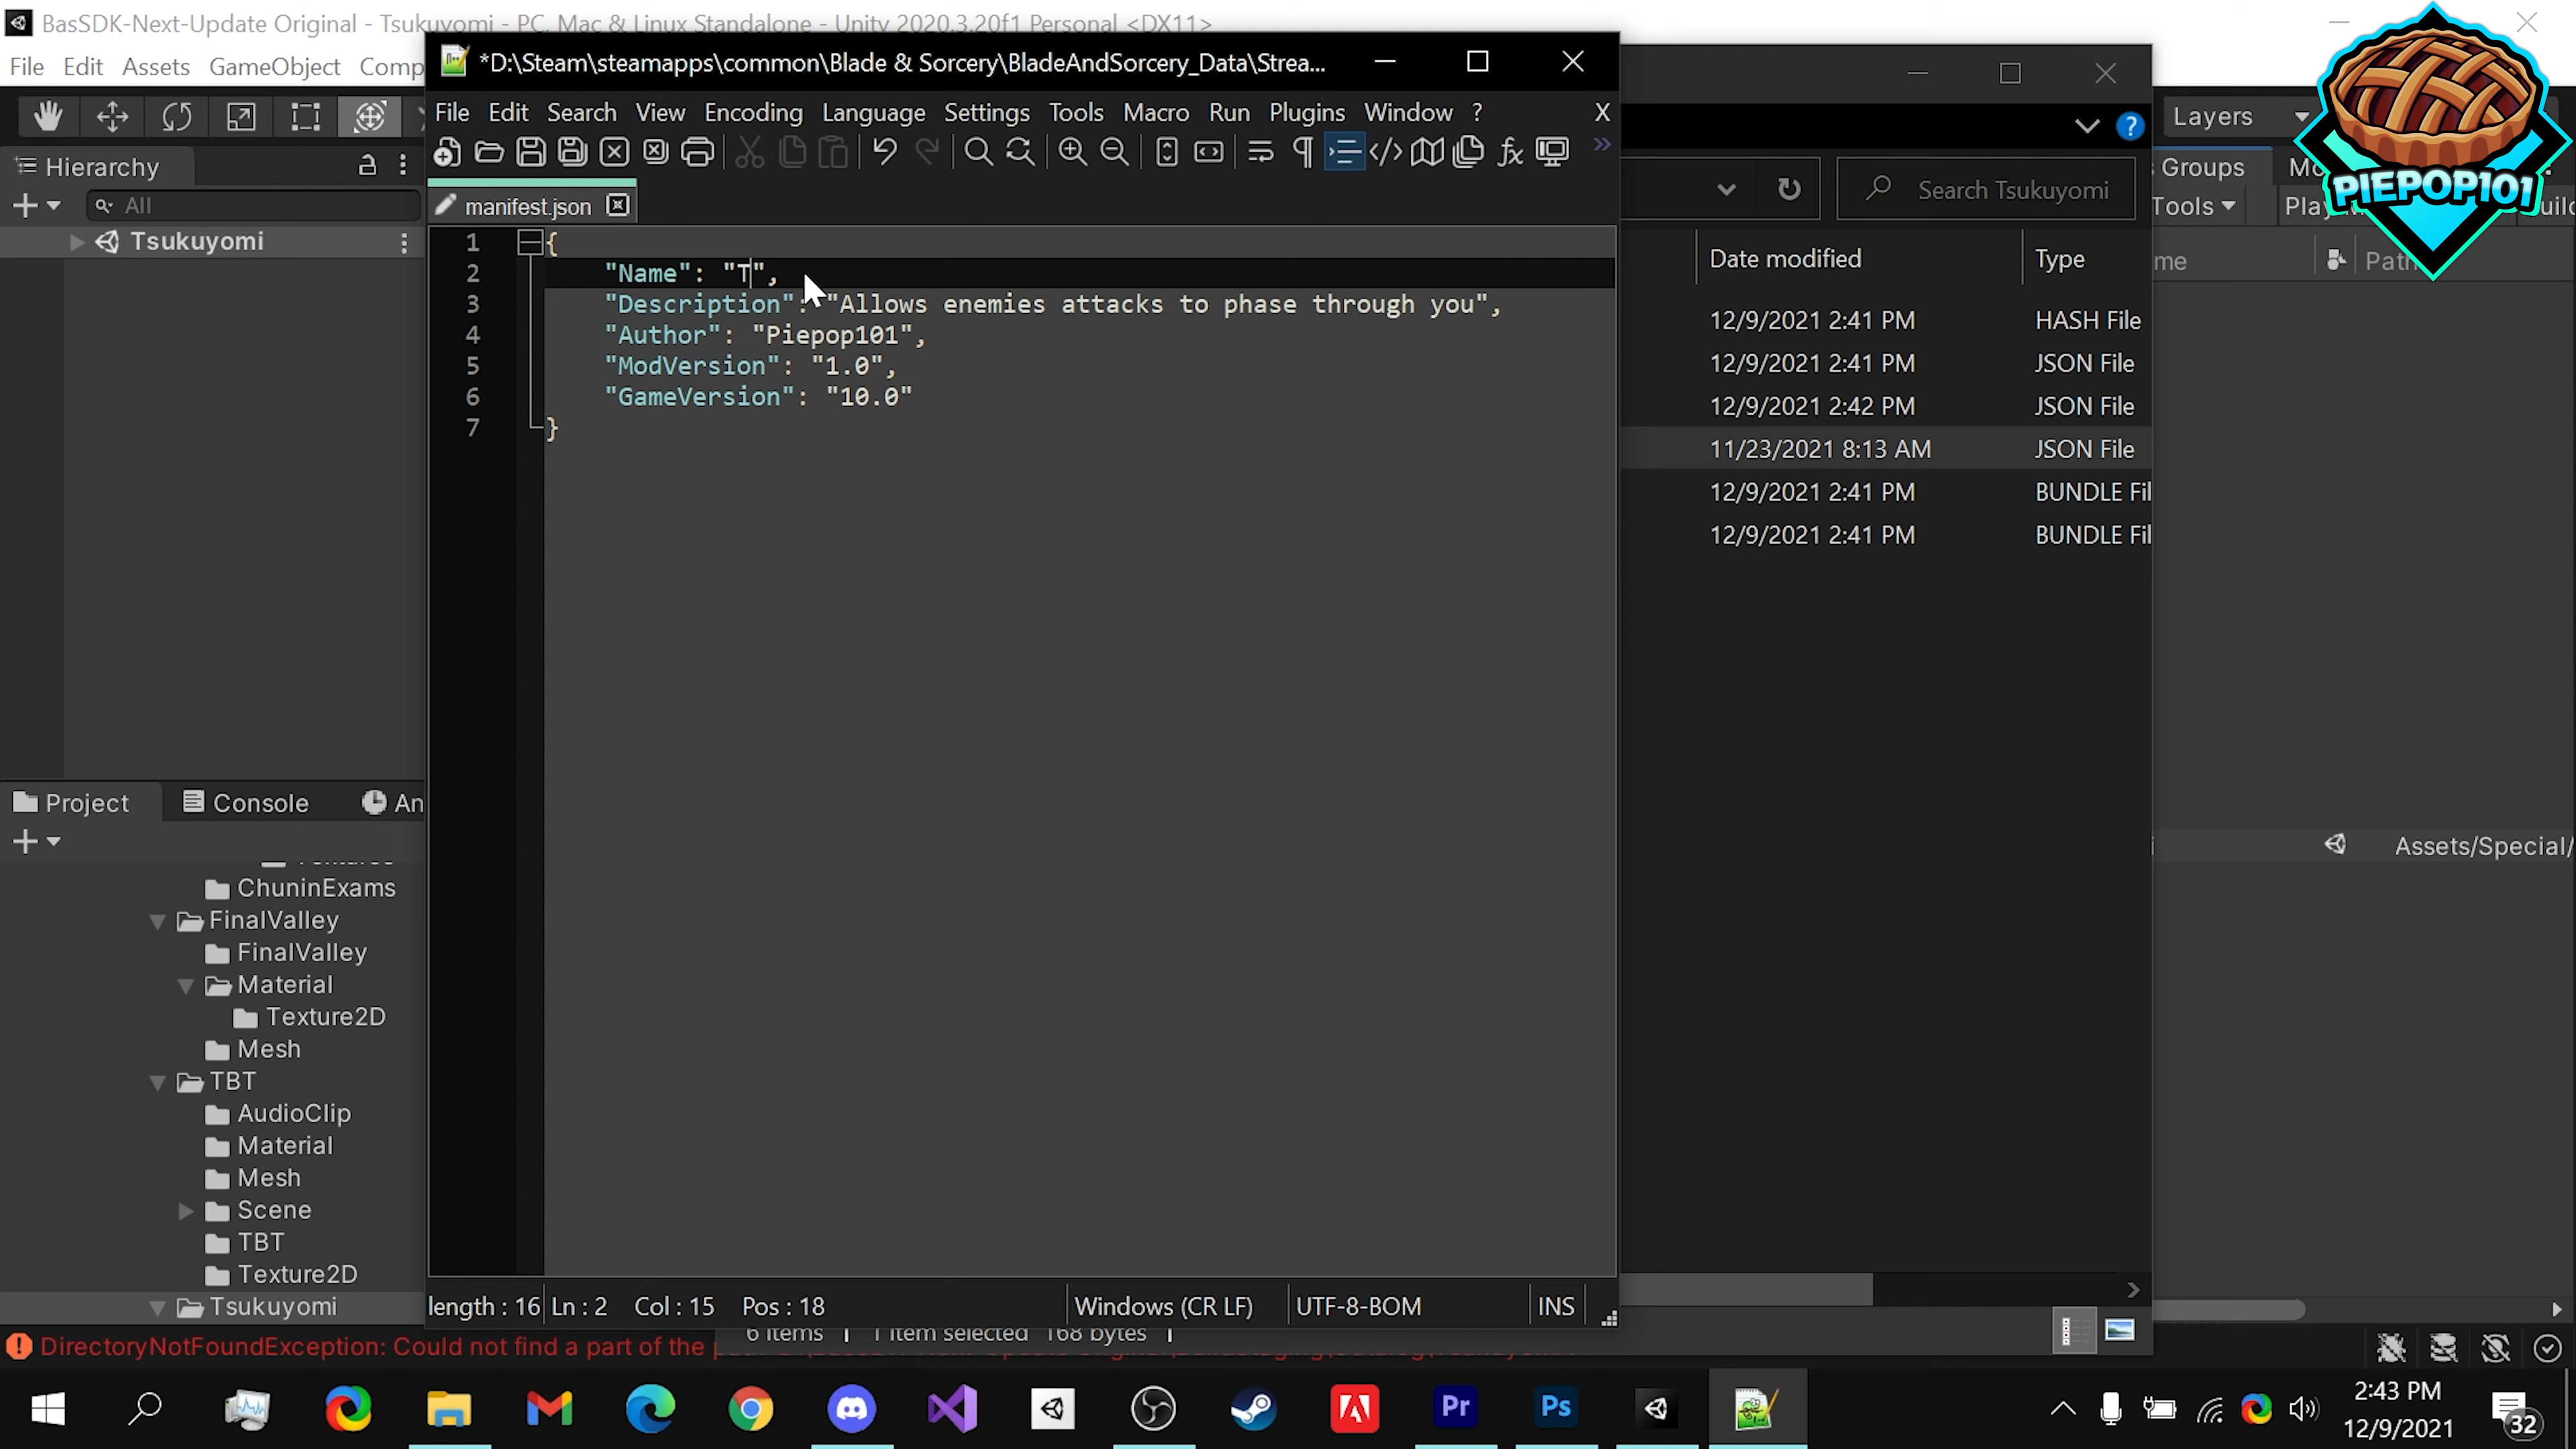 BasSDK-Next-Update Original - Tsukuyomi - PC, Mac & Linux Standalone - Unity 2020.3.20f1 Personal <DX11>
File Edit Assets GameObject Comp
*D:\Steam\steamapps\common\Blade & Sorcery\BladeAndSorcery_Data\Strea...
File Edit Search View Encoding Language Settings Tools Macro Run Plugins Window ? X
Layers
PIEPOP101
Hierarchy
All
Tsukuyomi
manifest.json
Search Tsukuyomi
Groups
Tools
1 {
2 "Name": "T",
3 "Description": "Allows enemies attacks to phase through you",
4 "Author": "Piepop101",
5 "ModVersion": "1.0",
6 "GameVersion": "10.0"
7 }
Date modified Type
12/9/2021 2:41 PM HASH File
12/9/2021 2:41 PM JSON File
12/9/2021 2:42 PM JSON File
11/23/2021 8:13 AM JSON File
12/9/2021 2:41 PM BUNDLE Fil
12/9/2021 2:41 PM BUNDLE Fil
Project Console An
ChuninExams
FinalValley
FinalValley
Material
Texture2D
Mesh
TBT
AudioClip
Material
Mesh
Scene
TBT
Texture2D
Tsukuyomi
Assets/Special/
length : 16 Ln : 2 Col : 15 Pos : 18 Windows (CR LF) UTF-8-BOM INS
6 items 1 item selected 168 bytes
DirectoryNotFoundException: Could not find a part of the
Pr
Ps
2:43 PM
12/9/2021
32